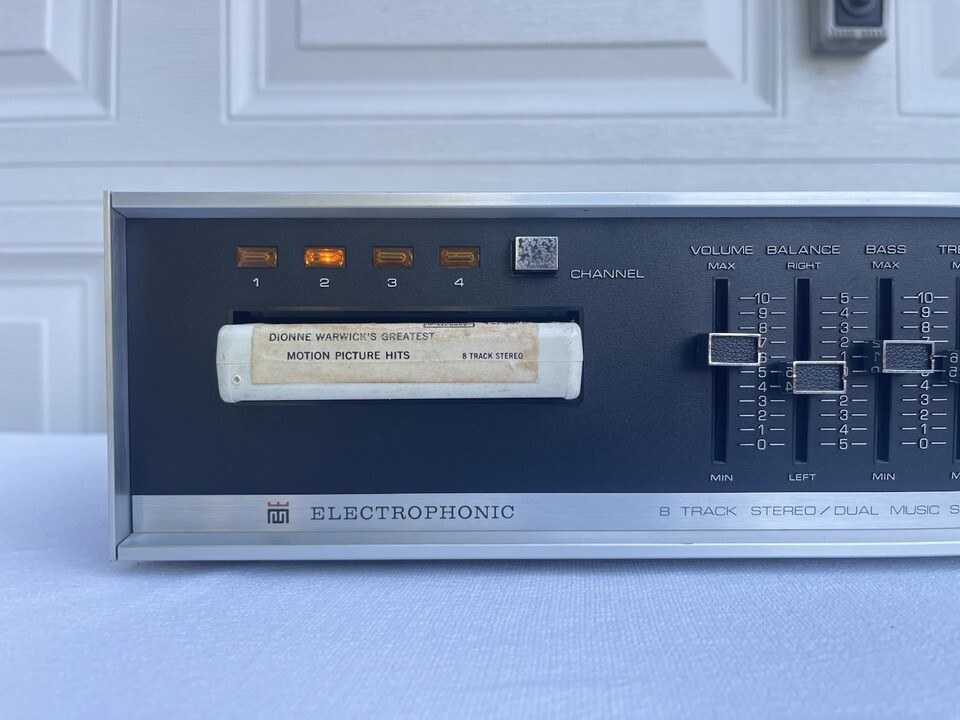 1 2 3 4
CHANNEL
DIONNE WARWICK'S GREATEST
MOTION PICTURE HITS 8 TRACK STEREO
VOLUME BALANCE BASS
MAX RIGHT MAX
10 5 10
9 4 9
8 3 8
7 2 7
6 1 6
5 5
4 1 4
3 2 3
2 3 2
1 4 1
0 5 0
MIN LEFT MIN
ELECTROPHONIC
8 TRACK STEREO/DUAL MUSIC